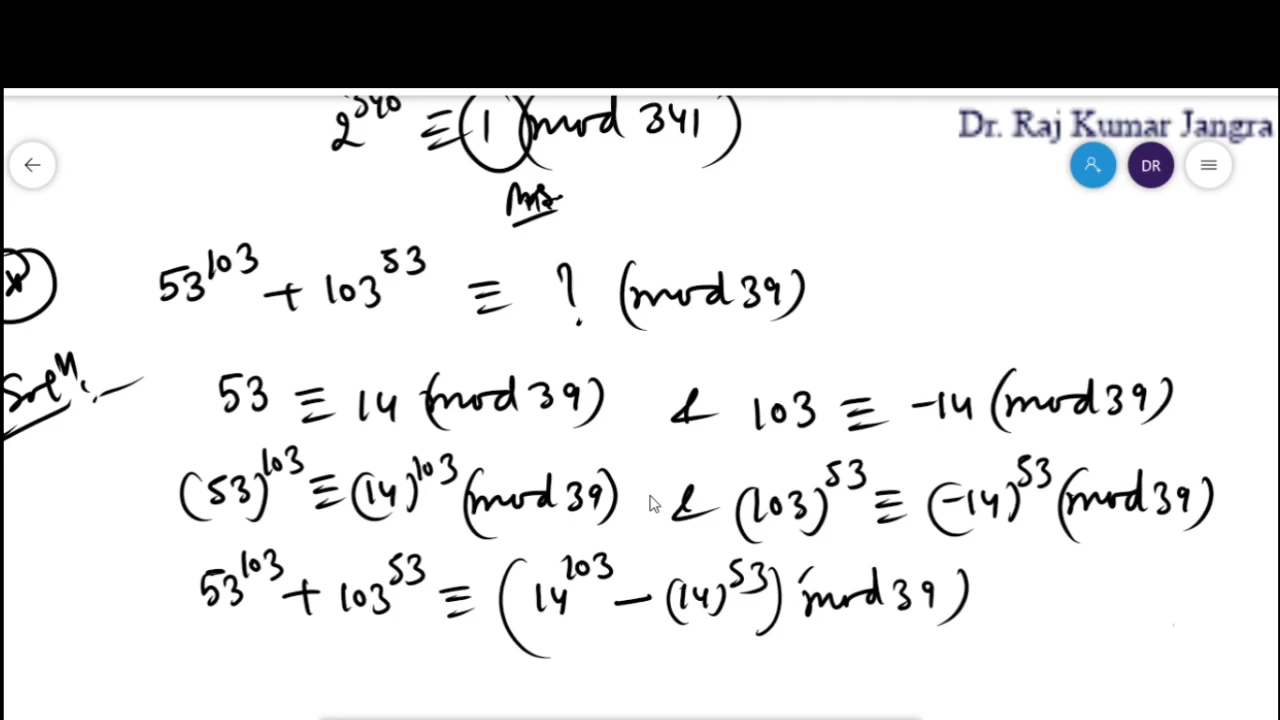 2^340 ≡ 1 (mod 341)
Dr. Raj Kumar Jangra
DR
Ans
53^103 + 103^53 ≡ ? (mod 39)
Solⁿ:-
53 ≡ 14 (mod 39) & 103 ≡ -14 (mod 39)
(53)^103 ≡ (14)^103 (mod 39) & (103)^53 ≡ (-14)^53 (mod 39)
53^103 + 103^53 ≡ (14^103 - (14)^53) (mod 39)